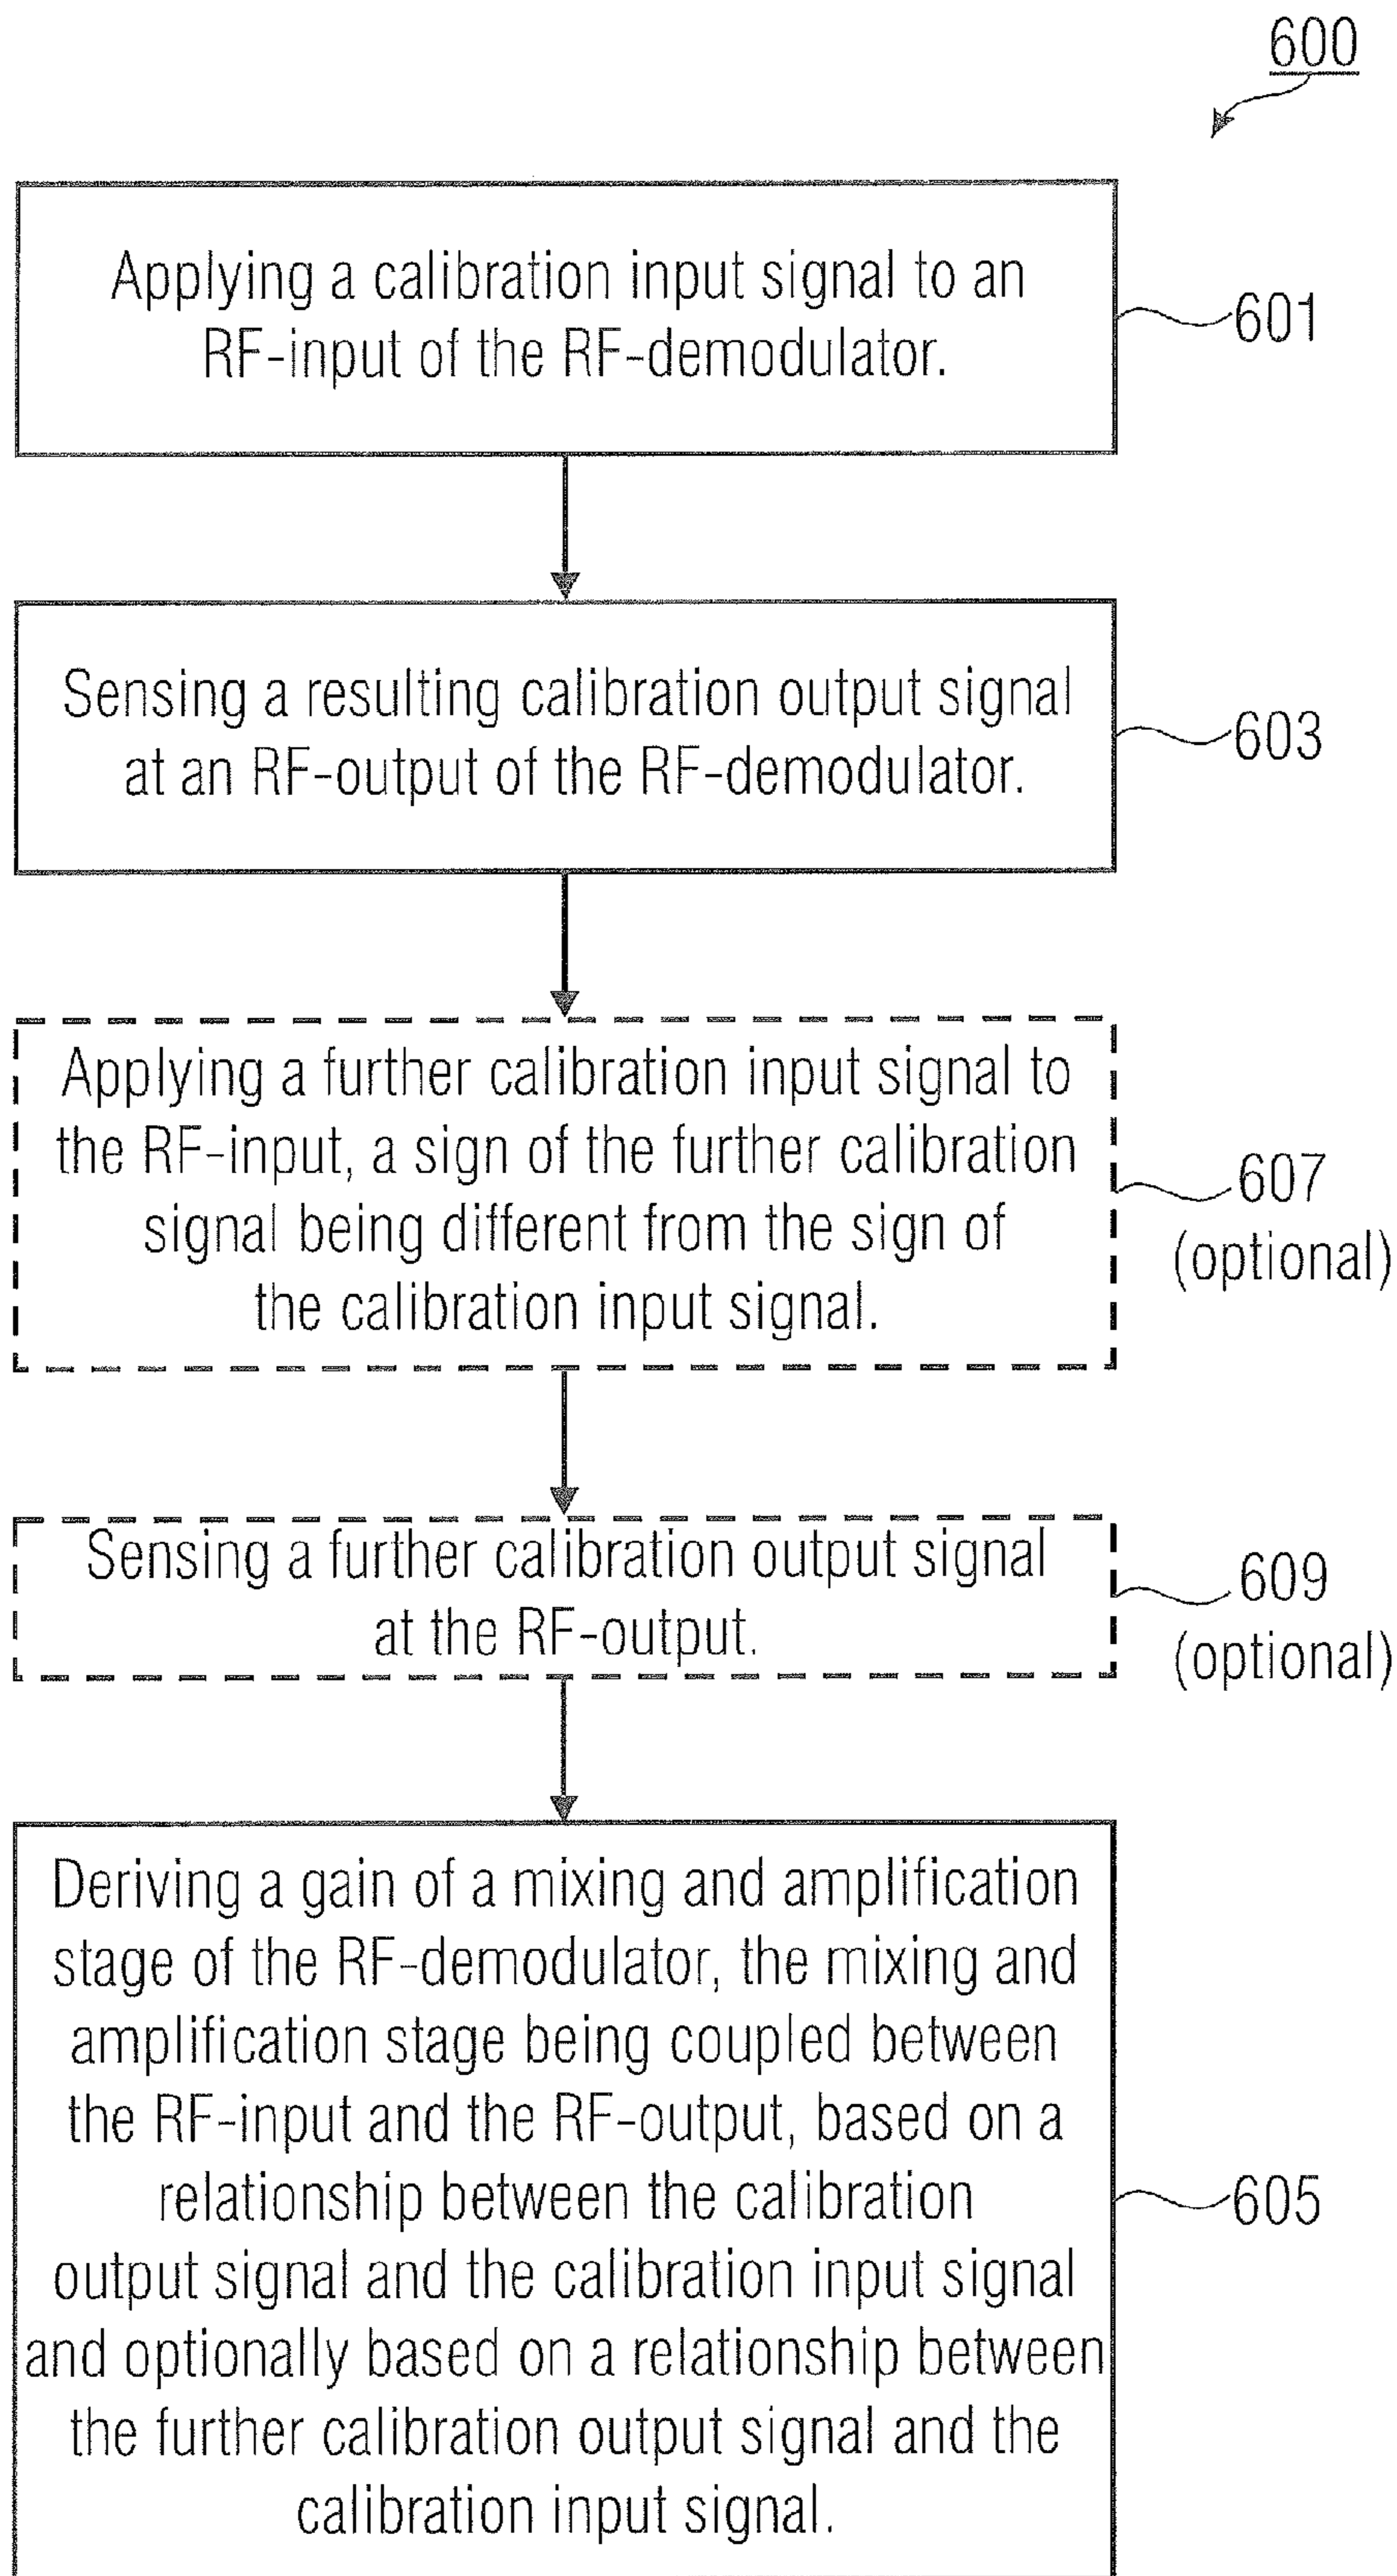 600
Applying a calibration input signal to an
RF-input of the RF-demodulator.
601
Sensing a resulting calibration output signal
at an RF-output of the RF-demodulator.
603
Applying a further calibration input signal to
the RF-input, a sign of the further calibration
signal being different from the sign of
the calibration input signal.
607
(optional)
Sensing a further calibration output signal
at the RF-output.
609
(optional)
Deriving a gain of a mixing and amplification
stage of the RF-demodulator, the mixing and
amplification stage being coupled between
the RF-input and the RF-output, based on a
relationship between the calibration
output signal and the calibration input signal
and optionally based on a relationship between
the further calibration output signal and the
calibration input signal.
605